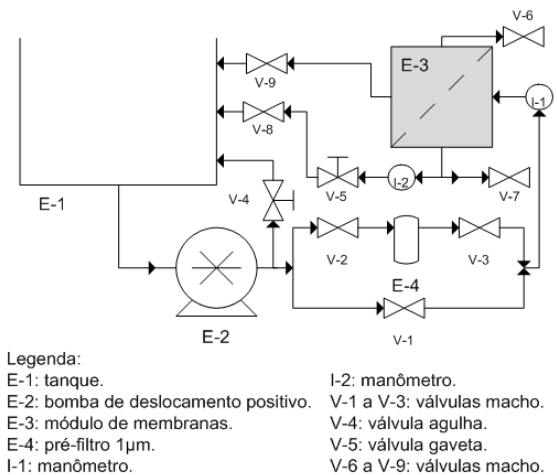 V-6
E-3
V-9
I-1
V-8
V-4
V-5
I-2
V-7
E-1
V-2
V-3
E-4
E-2
V-1
Legenda:
E-1: tanque.
E-2: bomba de deslocamento positivo.
E-3: módulo de membranas.
E-4: pré-filtro 1µm.
I-1: manômetro.
I-2: manômetro.
V-1 a V-3: válvulas macho.
V-4: válvula agulha.
V-5: válvula gaveta.
V-6 a V-9: válvulas macho.